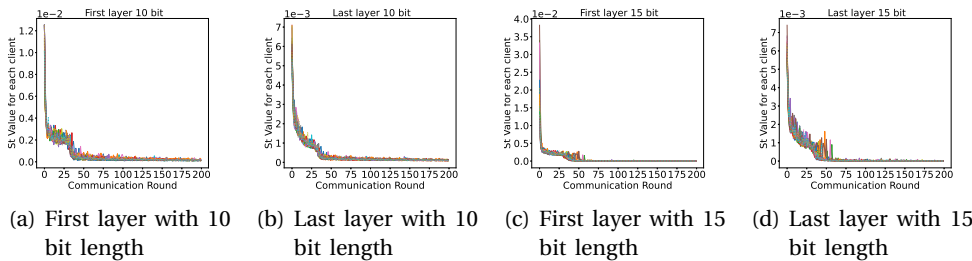 First layer 10 bit
1e−2
St Value for each client
1.2
1.0
0.8
0.6
0.4
0.2
0.0
0 25 50 75 100 125 150 175 200
Communication Round
Last layer 10 bit
1e−3
St Value for each client
7
6
5
4
3
2
1
0
0 25 50 75 100 125 150 175 200
Communication Round
First layer 15 bit
1e−2
St Value for each client
4.0
3.5
3.0
2.5
2.0
1.5
1.0
0.5
0.0
0 25 50 75 100 125 150 175 200
Communication Round
Last layer 15 bit
1e−3
St Value for each client
7
6
5
4
3
2
1
0
0 25 50 75 100 125 150 175 200
Communication Round
(a) First layer with 10
bit length
(b) Last layer with 10
bit length
(c) First layer with 15
bit length
(d) Last layer with 15
bit length